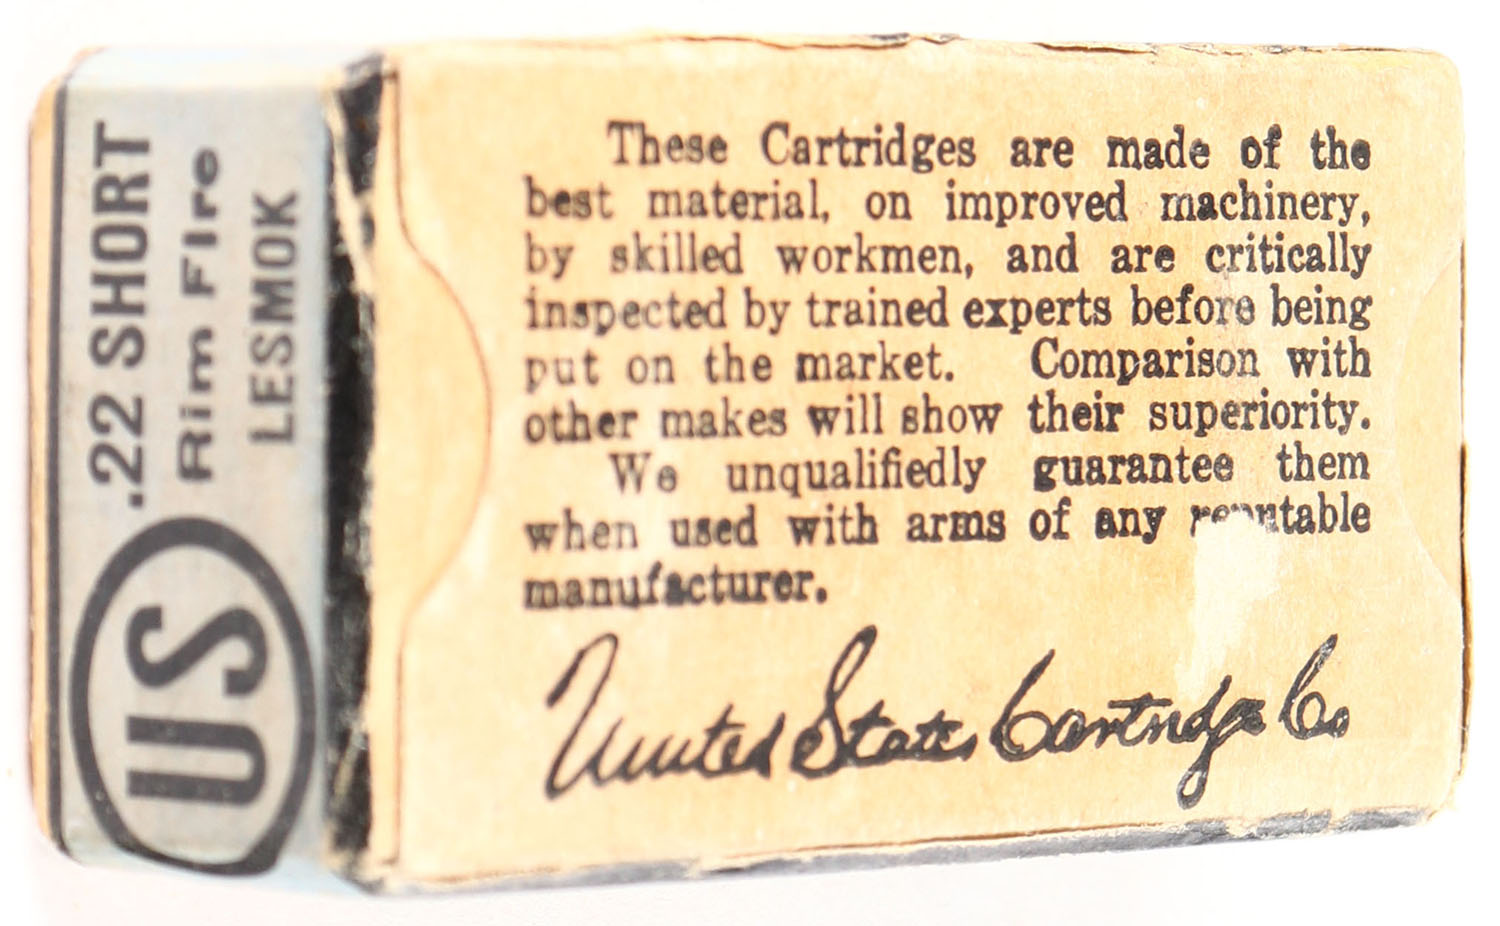 US
.22 SHORT
Rim Fire
LESMOK
These Cartridges are made of the
best material, on improved machinery,
by skilled workmen, and are critically
inspected by trained experts before being
put on the market. Comparison with
other makes will show their superiority.
We unqualifiedly guarantee them
when used with arms of any reputable
manufacturer.
United States Cartridge Co